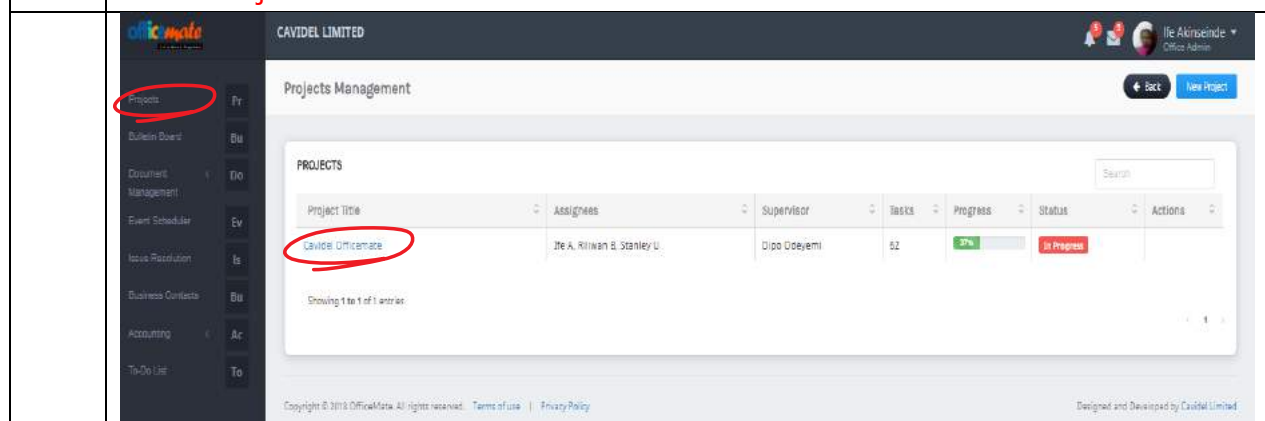 officemate
CAVIDEL LIMITED
Ife Akinseinde
Office Admin
Projects Management
Back
New Project
Projects
Pr
Bulletin Board
Bu
Document
Management
Do
Event Scheduler
Ev
Issue Resolution
Is
Business Contacts
Bu
Accounting
Ac
To-Do List
To
PROJECTS
Search
Project Title Assignees Supervisor Tasks Progress Status Actions
Cavidel Officemate Ife A, Ridwan B, Stanley U Dipo Odeyemi 62 37% In Progress
Showing 1 to 1 of 1 entries
1
Copyright © 2018 OfficeMate. All rights reserved. Terms of use | Privacy Policy
Designed and Developed by Cavidel Limited